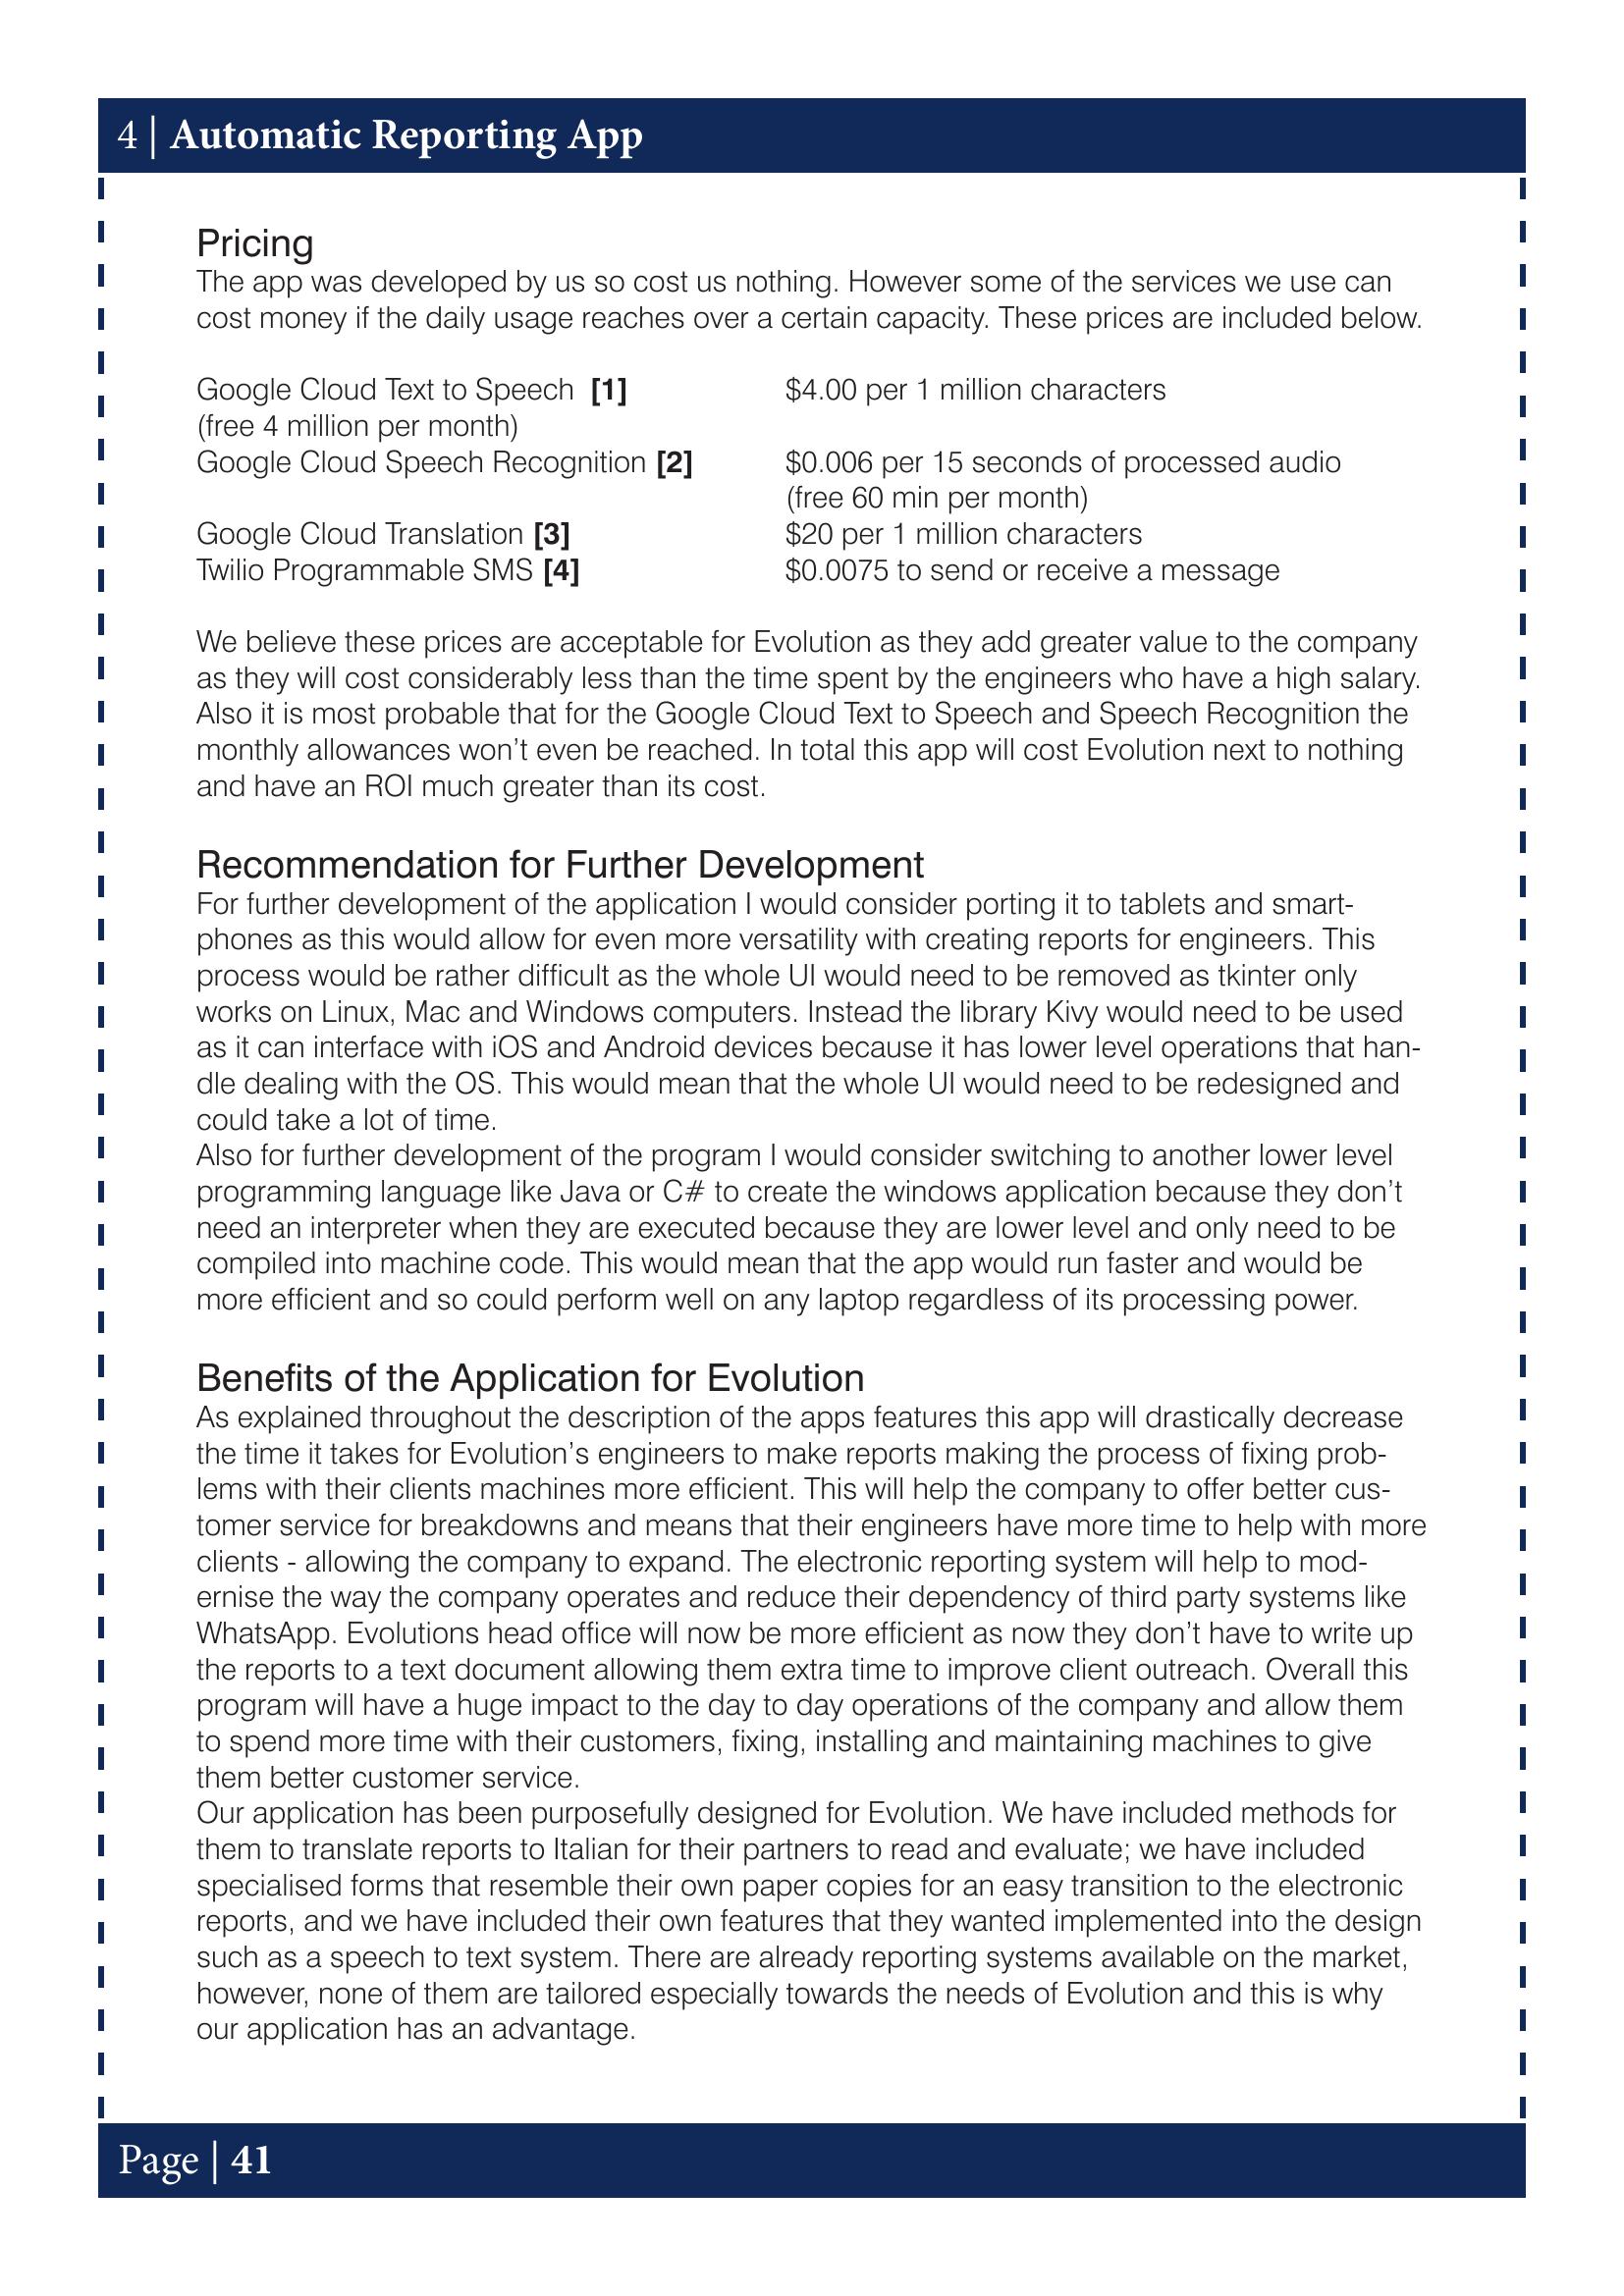 4 | Automatic Reporting App
Pricing
The app was developed by us so cost us nothing. However some of the services we use can
cost money if the daily usage reaches over a certain capacity. These prices are included below.
Google Cloud Text to Speech [1] $4.00 per 1 million characters
(free 4 million per month)
Google Cloud Speech Recognition [2] $0.006 per 15 seconds of processed audio
(free 60 min per month)
Google Cloud Translation [3] $20 per 1 million characters
Twilio Programmable SMS [4] $0.0075 to send or receive a message
We believe these prices are acceptable for Evolution as they add greater value to the company
as they will cost considerably less than the time spent by the engineers who have a high salary.
Also it is most probable that for the Google Cloud Text to Speech and Speech Recognition the
monthly allowances won't even be reached. In total this app will cost Evolution next to nothing
and have an ROI much greater than its cost.
Recommendation for Further Development
For further development of the application I would consider porting it to tablets and smart-
phones as this would allow for even more versatility with creating reports for engineers. This
process would be rather difficult as the whole UI would need to be removed as tkinter only
works on Linux, Mac and Windows computers. Instead the library Kivy would need to be used
as it can interface with iOS and Android devices because it has lower level operations that han-
dle dealing with the OS. This would mean that the whole UI would need to be redesigned and
could take a lot of time.
Also for further development of the program I would consider switching to another lower level
programming language like Java or C# to create the windows application because they don't
need an interpreter when they are executed because they are lower level and only need to be
compiled into machine code. This would mean that the app would run faster and would be
more efficient and so could perform well on any laptop regardless of its processing power.
Benefits of the Application for Evolution
As explained throughout the description of the apps features this app will drastically decrease
the time it takes for Evolution's engineers to make reports making the process of fixing prob-
lems with their clients machines more efficient. This will help the company to offer better cus-
tomer service for breakdowns and means that their engineers have more time to help with more
clients - allowing the company to expand. The electronic reporting system will help to mod-
ernise the way the company operates and reduce their dependency of third party systems like
WhatsApp. Evolutions head office will now be more efficient as now they don't have to write up
the reports to a text document allowing them extra time to improve client outreach. Overall this
program will have a huge impact to the day to day operations of the company and allow them
to spend more time with their customers, fixing, installing and maintaining machines to give
them better customer service.
Our application has been purposefully designed for Evolution. We have included methods for
them to translate reports to Italian for their partners to read and evaluate; we have included
specialised forms that resemble their own paper copies for an easy transition to the electronic
reports, and we have included their own features that they wanted implemented into the design
such as a speech to text system. There are already reporting systems available on the market,
however, none of them are tailored especially towards the needs of Evolution and this is why
our application has an advantage.
Page | 41